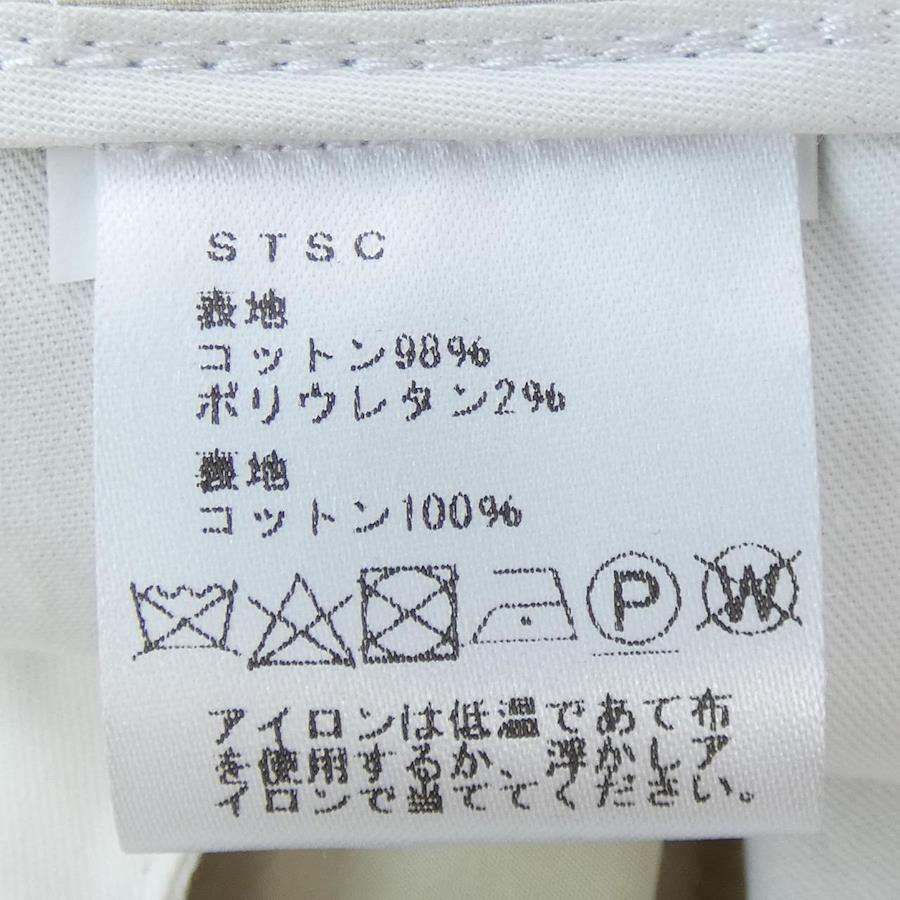 STSC
表地
コットン98%
ポリウレタン2%
裏地
コットン100%
P
W
アイロンは低温であて布
を使用するか、浮かしア
イロンで当ててください。